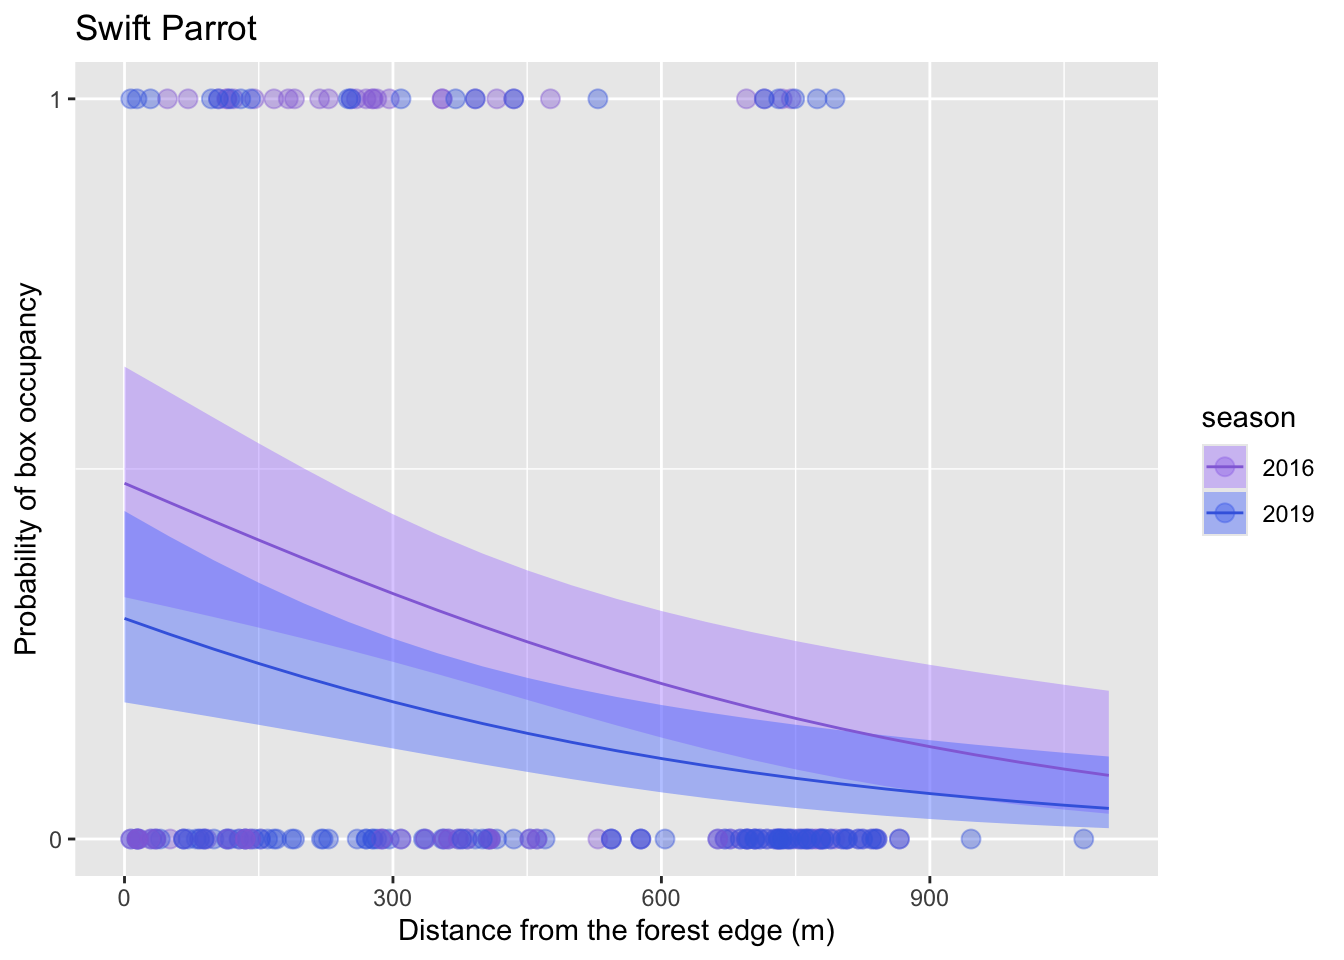 Swift Parrot
1
0
Probability of box occupancy
0 300 600 900
Distance from the forest edge (m)
season
2016
2019